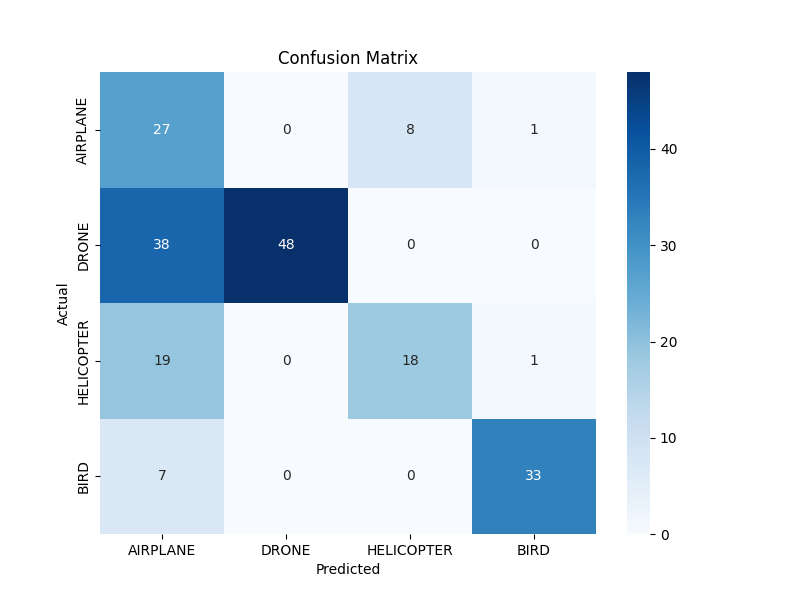 Confusion Matrix
AIRPLANE
27
0
8
1
DRONE
38
48
0
0
HELICOPTER
19
0
18
1
BIRD
7
0
0
33
Actual
AIRPLANE
DRONE
HELICOPTER
BIRD
Predicted
40
30
20
10
0